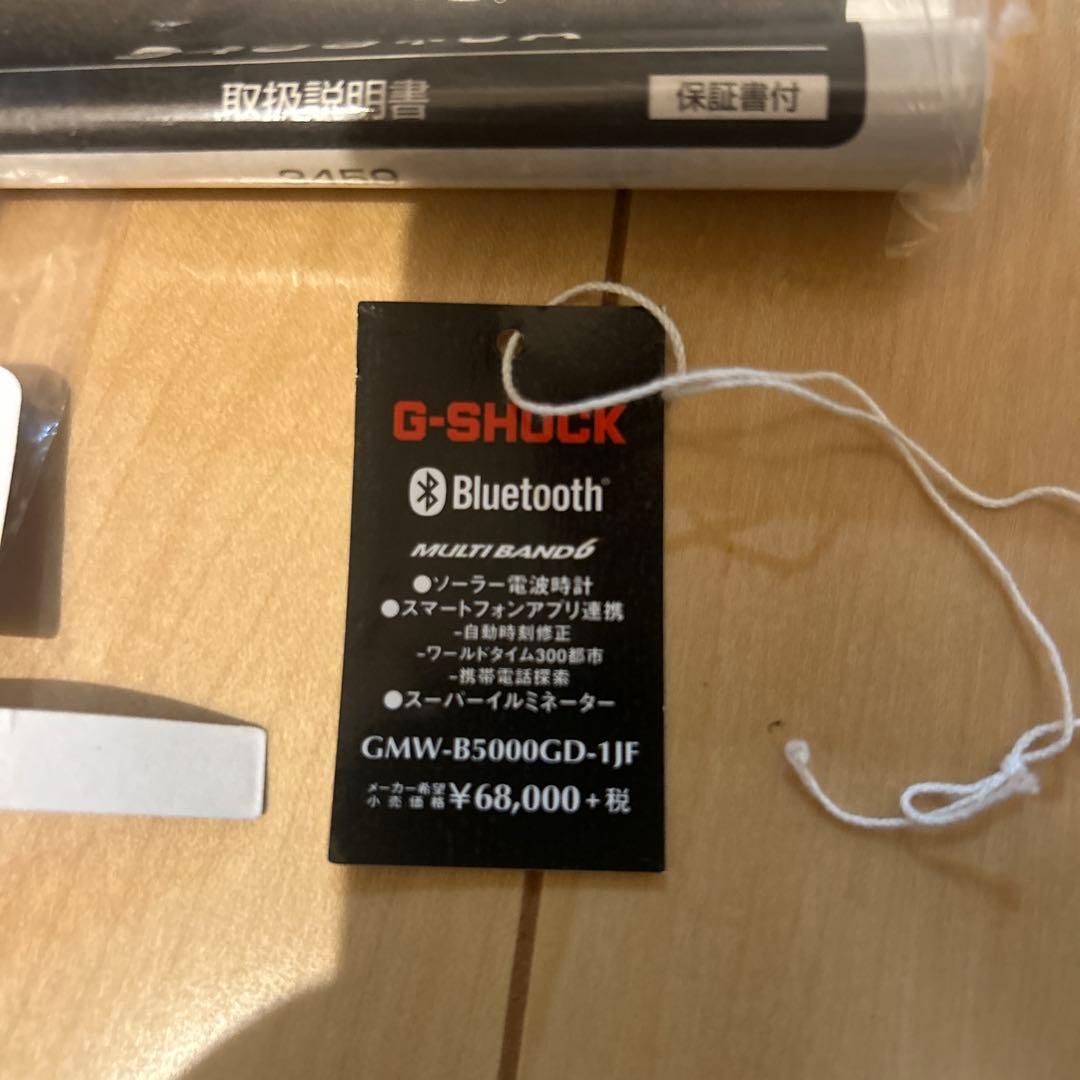 取扱説明書
保証書付
3459
G-SHOCK
Bluetooth®
MULTI BAND6
●ソーラー電波時計
●スマートフォンアプリ連携
-自動時刻修正
-ワールドタイム300都市
-携帯電話探索
●スーパーイルミネーター
GMW-B5000GD-1JF
メーカー希望
小売価格 ¥68,000+税